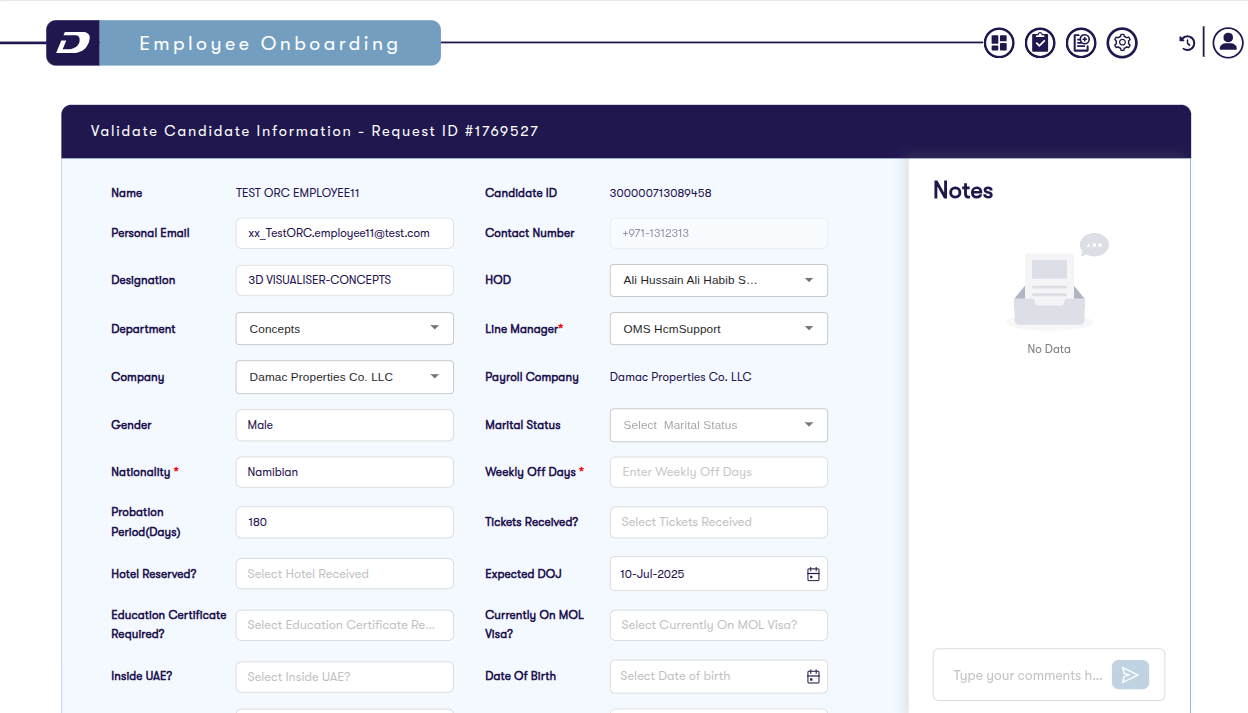 Employee Onboarding
Validate Candidate Information - Request ID #1769527
Name TEST ORC EMPLOYEE11 Candidate ID 300000713089458
Personal Email xx_TestORC.employee11@test.com Contact Number +971-1312313
Designation 3D VISUALISER-CONCEPTS HOD Ali Hussain Ali Habib S...
Department Concepts Line Manager* OMS HcmSupport
Company Damac Properties Co. LLC Payroll Company Damac Properties Co. LLC
Gender Male Marital Status Select Marital Status
Nationality * Namibian Weekly Off Days * Enter Weekly Off Days
Probation
Period(Days) 180 Tickets Received? Select Tickets Received
Hotel Reserved? Select Hotel Received Expected DOJ 10-Jul-2025
Education Certificate
Required? Select Education Certificate Re... Currently On MOL
Visa? Select Currently On MOL Visa?
Inside UAE? Select Inside UAE? Date Of Birth Select Date of birth
Notes
No Data
Type your comments h...